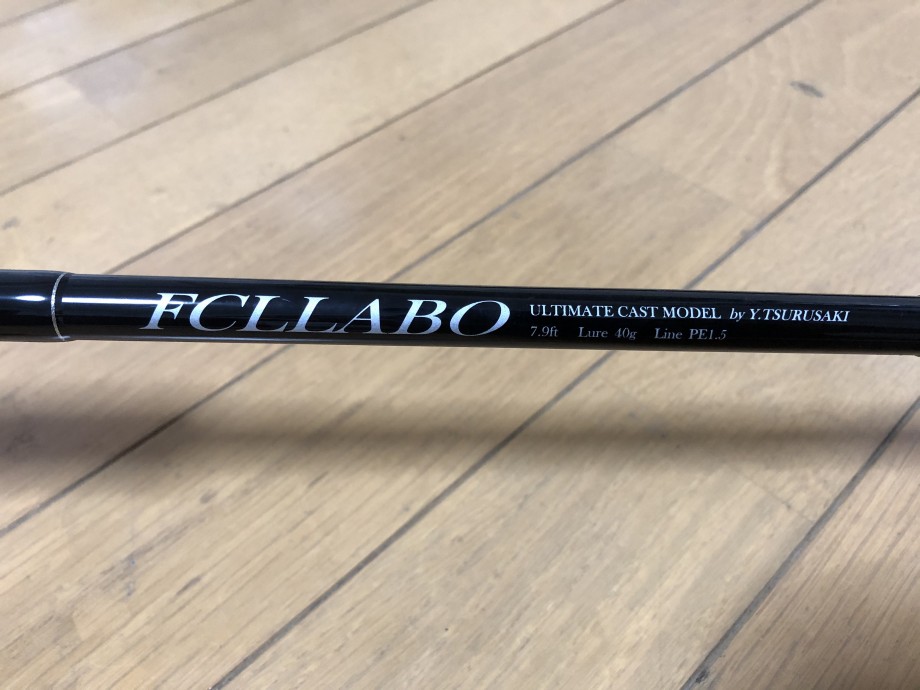 FCLLABO
ULTIMATE CAST MODEL by Y.TSURUSAKI
7.9ft Lure 40g Line PE1.5